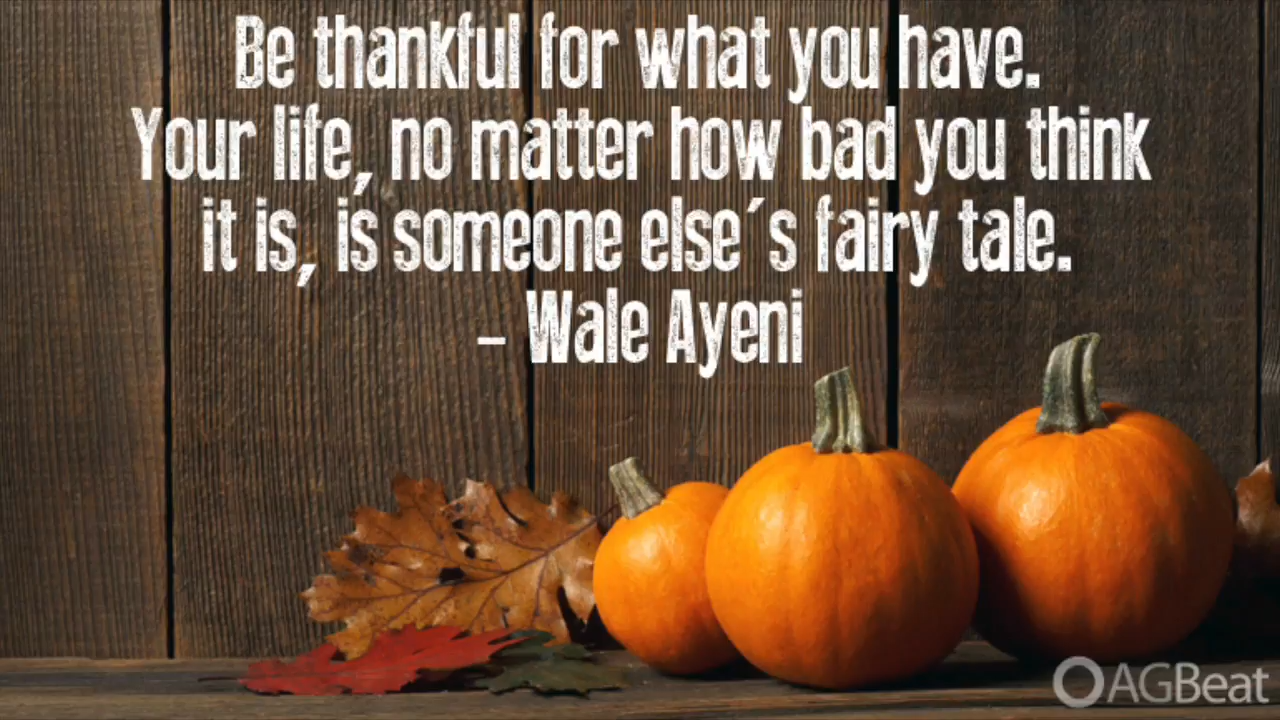 Be thankful for what you have.
Your life, no matter how bad you think
it is, is someone else´s fairy tale.
– Wale Ayeni
OAGBeat